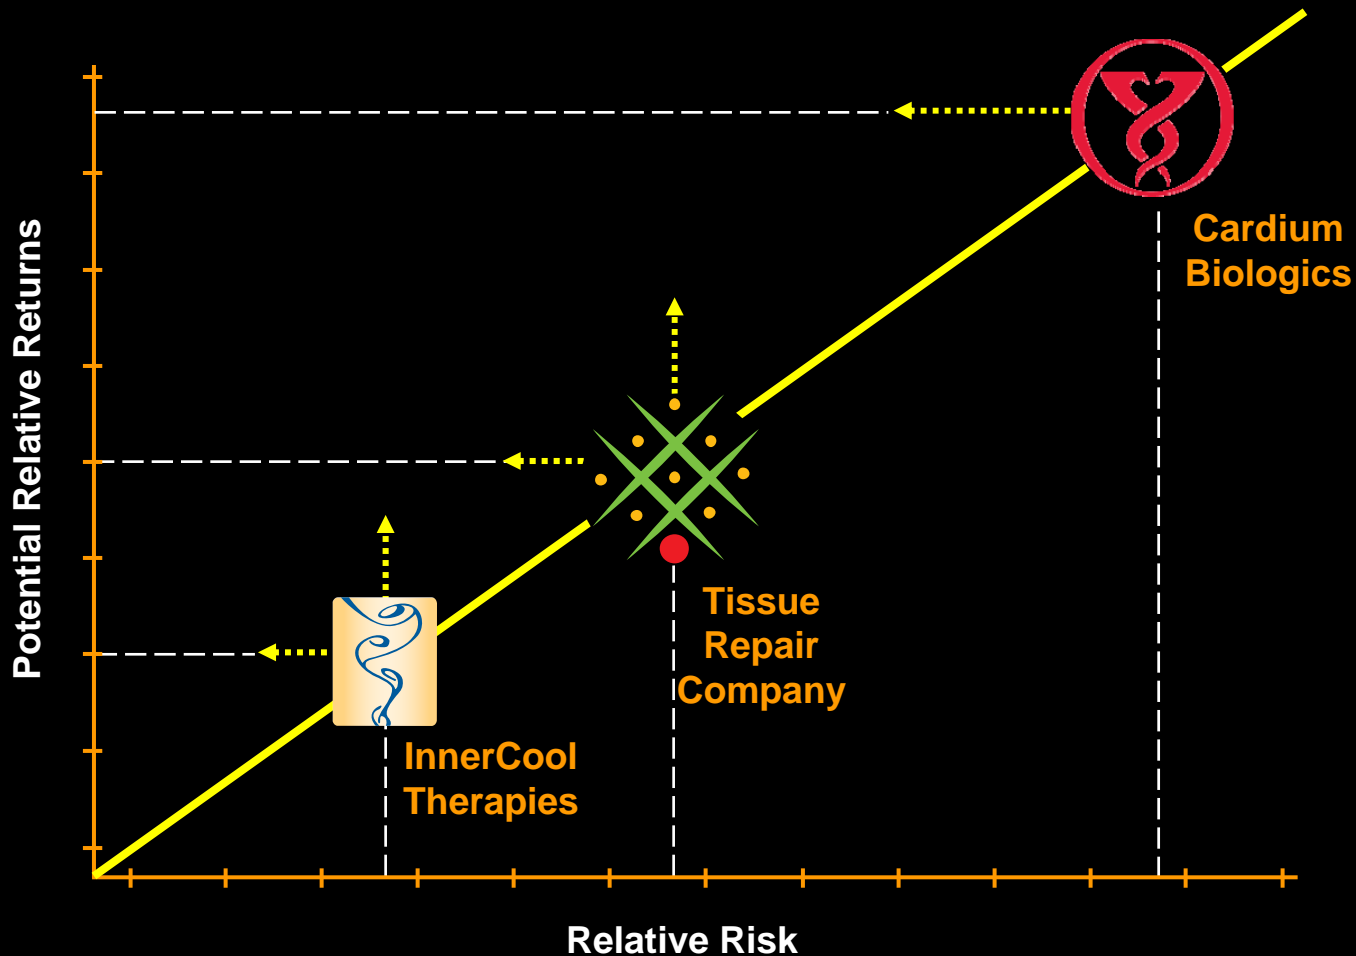 Potential Relative Returns
Cardium
Biologics
Tissue
Repair
Company
InnerCool
Therapies
Relative Risk